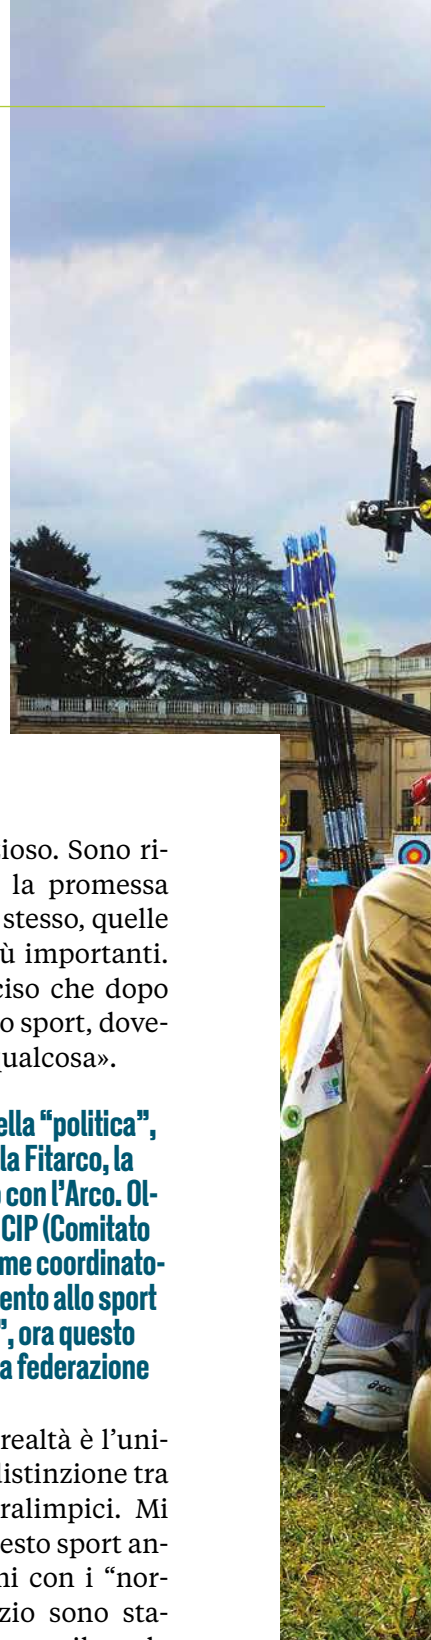 ioso. Sono ri-
la promessa
stesso, quelle
ù importanti.
ciso che dopo
o sport, dove-
ualcosa».
ella “politica”,
la Fitarco, la
o con l’Arco. Ol-
CIP (Comitato
me coordinato-
ento allo sport
”, ora questo
a federazione
realtà è l’uni-
distinzione tra
ralimpici. Mi
esto sport an-
ni con i “nor-
zio sono sta-
asics